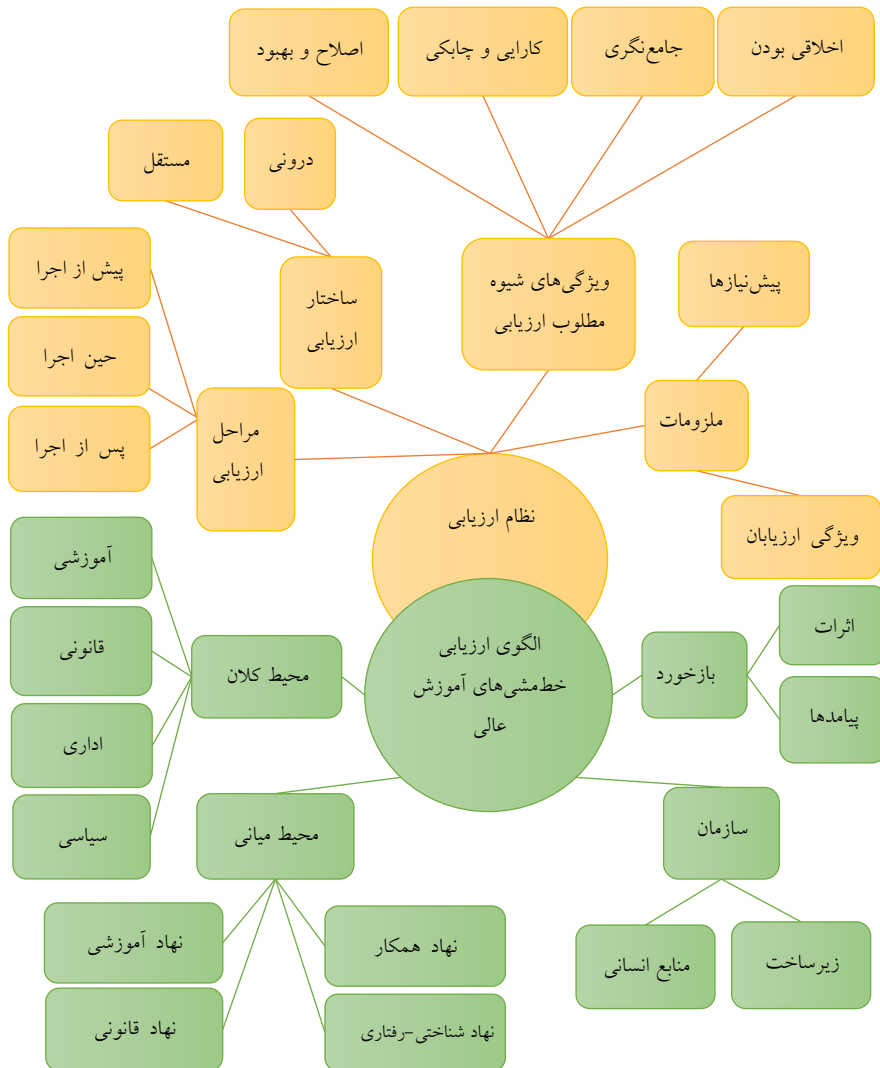 اخلاقی بودن
جامع‌نگری
کارایی و چابکی
اصلاح و بهبود
درونی
مستقل
پیش‌نیازها
ویژگی‌های شیوه
مطلوب ارزیابی
ساختار
ارزیابی
پیش از اجرا
حین اجرا
پس از اجرا
ملزومات
مراحل
ارزیابی
ویژگی ارزیابان
نظام ارزیابی
آموزشی
قانونی
اداری
سیاسی
محیط کلان
الگوی ارزیابی
خط‌مشی‌های آموزش
عالی
بازخورد
اثرات
پیامدها
سازمان
محیط میانی
زیرساخت
منابع انسانی
نهاد همکار
نهاد آموزشی
نهاد شناختی-رفتاری
نهاد قانونی